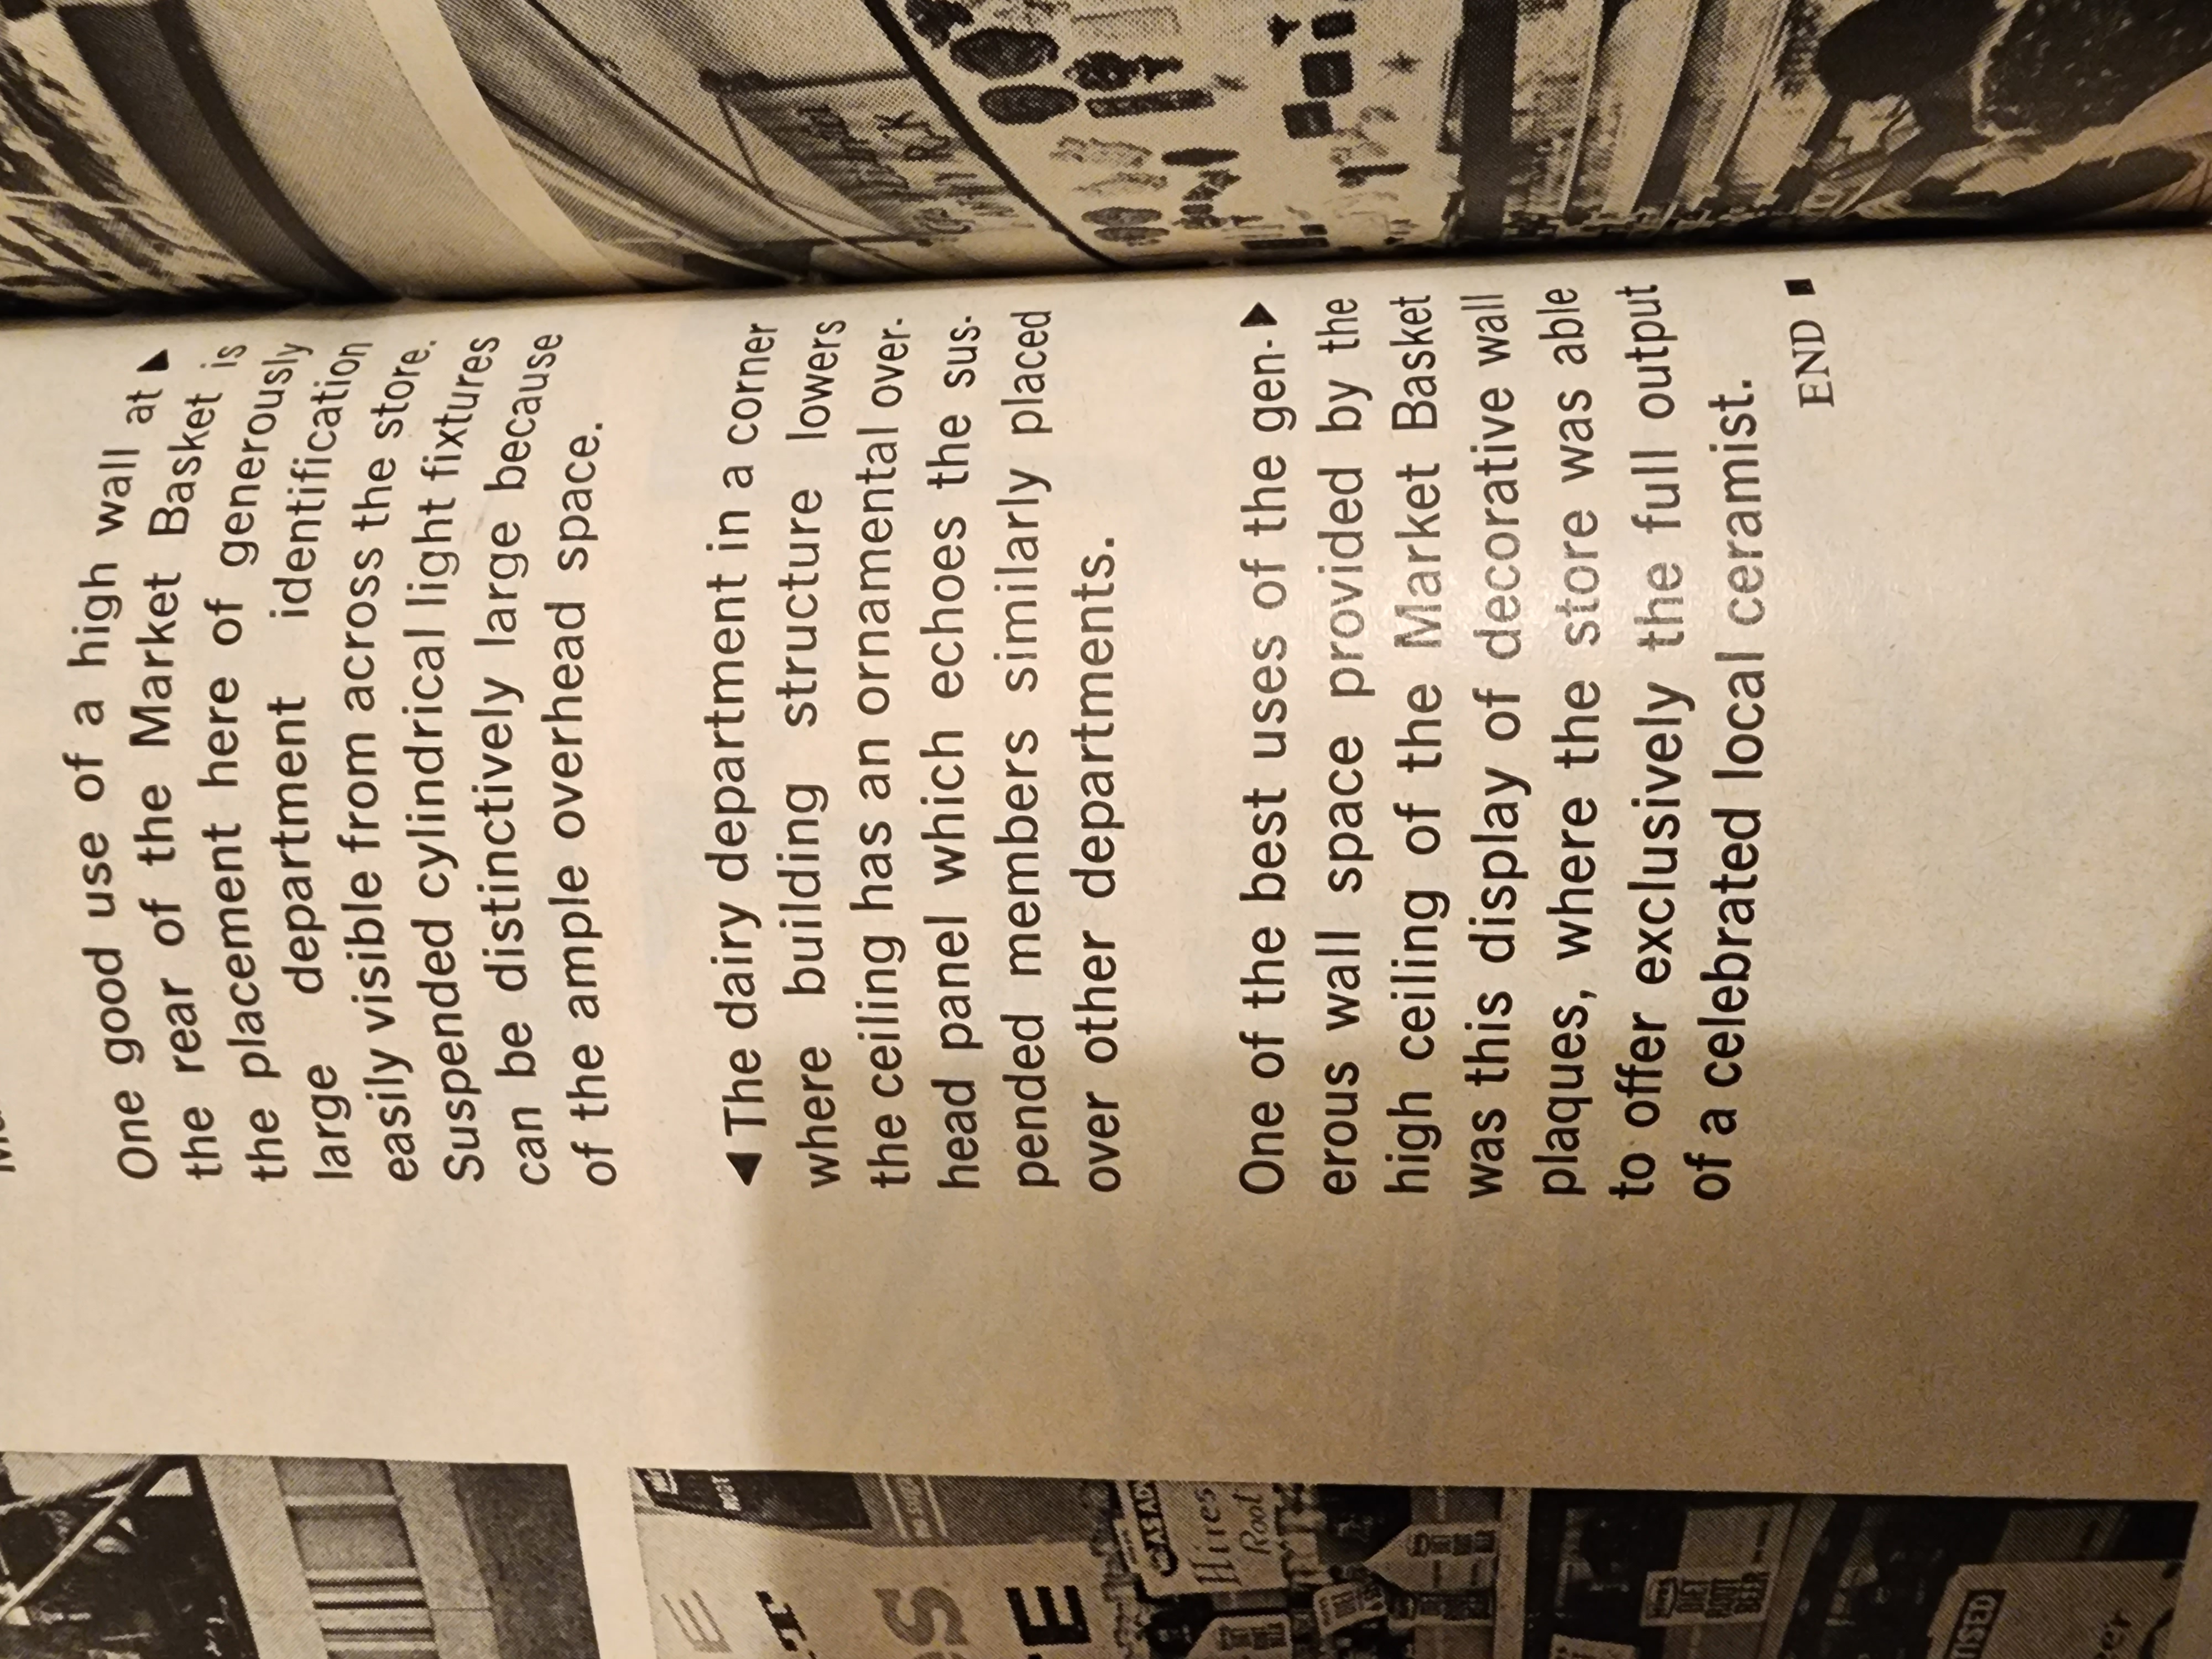 One good use of a high wall at ▶
the rear of the Market Basket is
the placement here of generously
large department identification
easily visible from across the store.
Suspended cylindrical light fixtures
can be distinctively large because
of the ample overhead space.
◀ The dairy department in a corner
where building structure lowers
the ceiling has an ornamental over-
head panel which echoes the sus-
pended members similarly placed
over other departments.
One of the best uses of the gen- ▶
erous wall space provided by the
high ceiling of the Market Basket
was this display of decorative wall
plaques, where the store was able
to offer exclusively the full output
of a celebrated local ceramist.
END ■
Hires
Root